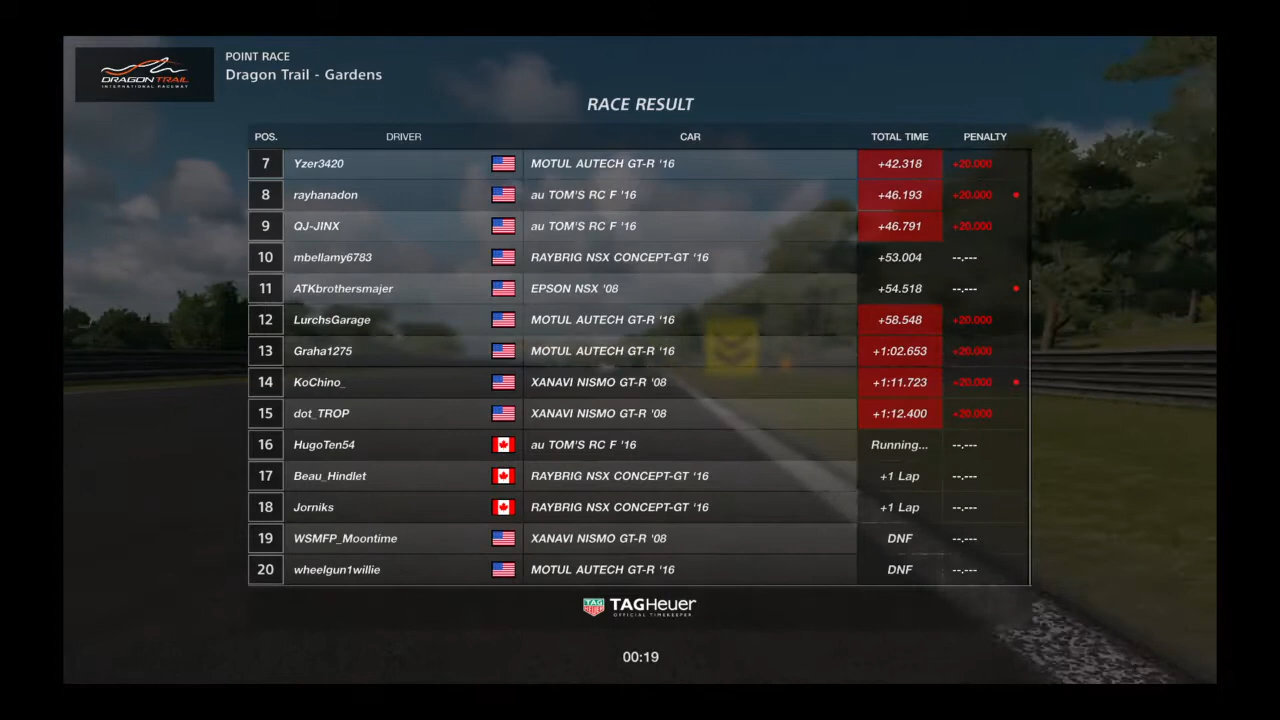 DRAGON TRAIL
INTERNATIONAL RACEWAY
POINT RACE
Dragon Trail - Gardens
RACE RESULT
POS. DRIVER CAR TOTAL TIME PENALTY
7 Yzer3420 MOTUL AUTECH GT-R '16 +42.318 +20.000
8 rayhanadon au TOM'S RC F '16 +46.193 +20.000
9 QJ-JINX au TOM'S RC F '16 +46.791 +20.000
10 mbellamy6783 RAYBRIG NSX CONCEPT-GT '16 +53.004 --.---
11 ATKbrothersmajer EPSON NSX '08 +54.518 --.---
12 LurchsGarage MOTUL AUTECH GT-R '16 +58.548 +20.000
13 Graha1275 MOTUL AUTECH GT-R '16 +1:02.653 +20.000
14 KoChino_ XANAVI NISMO GT-R '08 +1:11.723 +20.000
15 dot_TROP XANAVI NISMO GT-R '08 +1:12.400 +20.000
16 HugoTen54 au TOM'S RC F '16 Running... --.---
17 Beau_Hindlet RAYBRIG NSX CONCEPT-GT '16 +1 Lap --.---
18 Jorniks RAYBRIG NSX CONCEPT-GT '16 +1 Lap --.---
19 WSMFP_Moontime XANAVI NISMO GT-R '08 DNF --.---
20 wheelgun1willie MOTUL AUTECH GT-R '16 DNF --.---
TAG HEUER TAGHeuer
OFFICIAL TIMEKEEPER
00:19